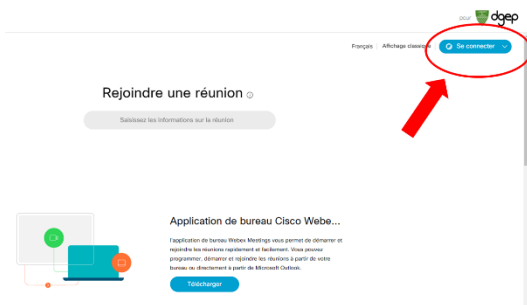 pour dgep
Français | Affichage classique
Se connecter
Rejoindre une réunion
Saisissez les informations sur la réunion
Application de bureau Cisco Webe...
l'application de bureau Webex Meetings vous permet de démarrer et
rejoindre les réunions rapidement et facilement. Vous pouvez
programmer, démarrer et rejoindre les réunions à partir de votre
bureau ou directement à partir de Microsoft Outlook.
Télécharger